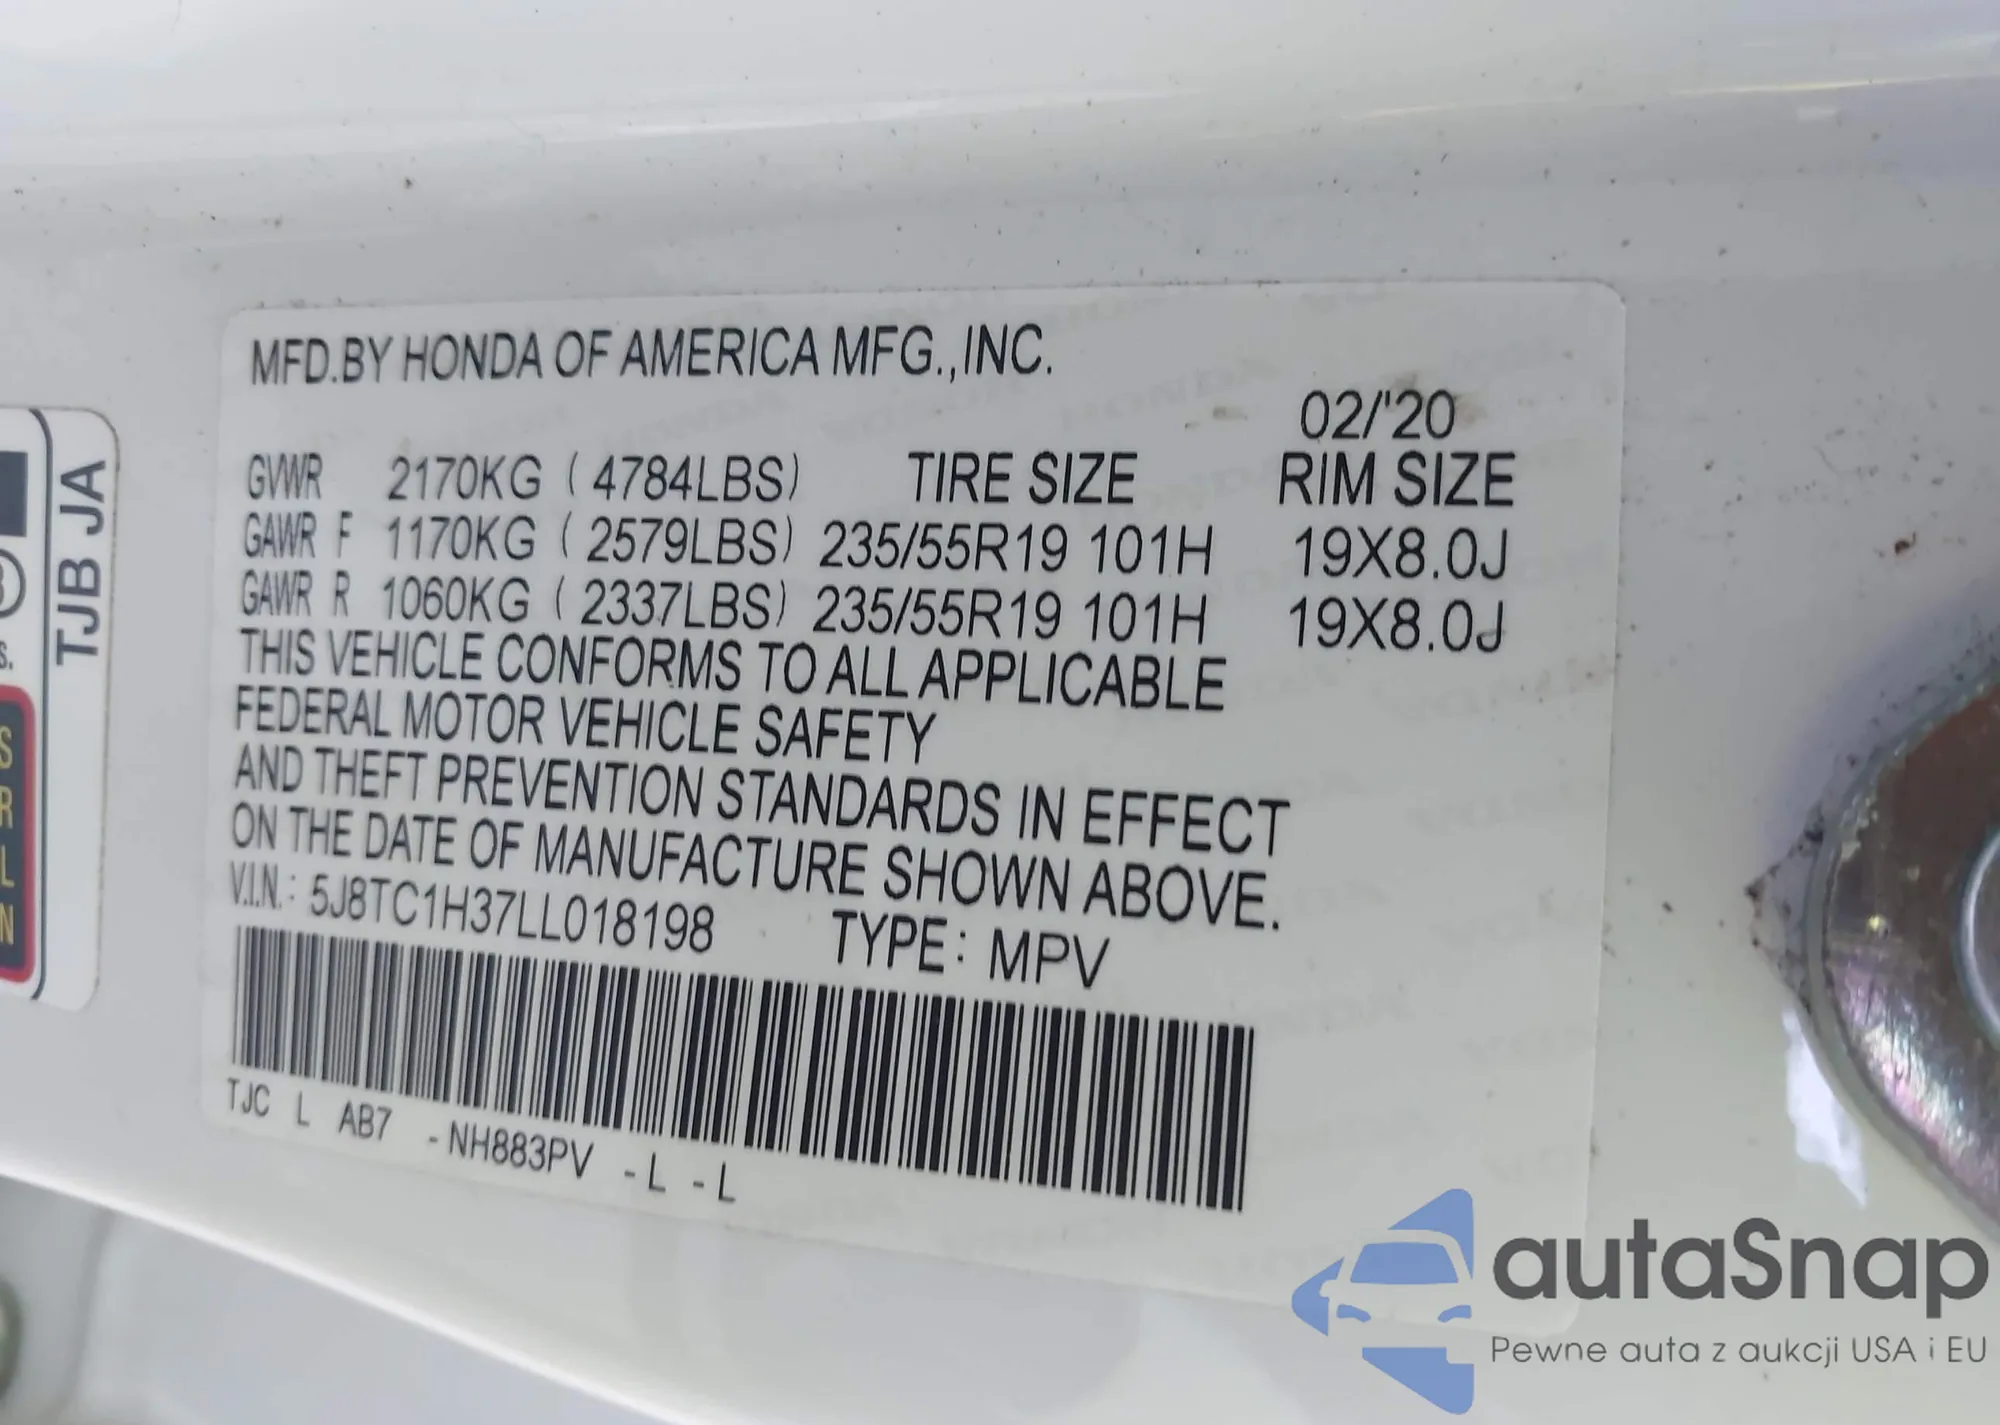 MFD.BY HONDA OF AMERICA MFG.,INC.
02/'20
GVWR 2170KG ( 4784LBS) TIRE SIZE RIM SIZE
GAWR F 1170KG ( 2579LBS) 235/55R19 101H 19X8.0J
GAWR R 1060KG ( 2337LBS) 235/55R19 101H 19X8.0J
THIS VEHICLE CONFORMS TO ALL APPLICABLE
FEDERAL MOTOR VEHICLE SAFETY
AND THEFT PREVENTION STANDARDS IN EFFECT
ON THE DATE OF MANUFACTURE SHOWN ABOVE.
V.I.N.: 5J8TC1H37LL018198 TYPE: MPV
TJC L AB7 -NH883PV -L -L
TJB JA
autaSnap
Pewne auta z aukcji USA i EU